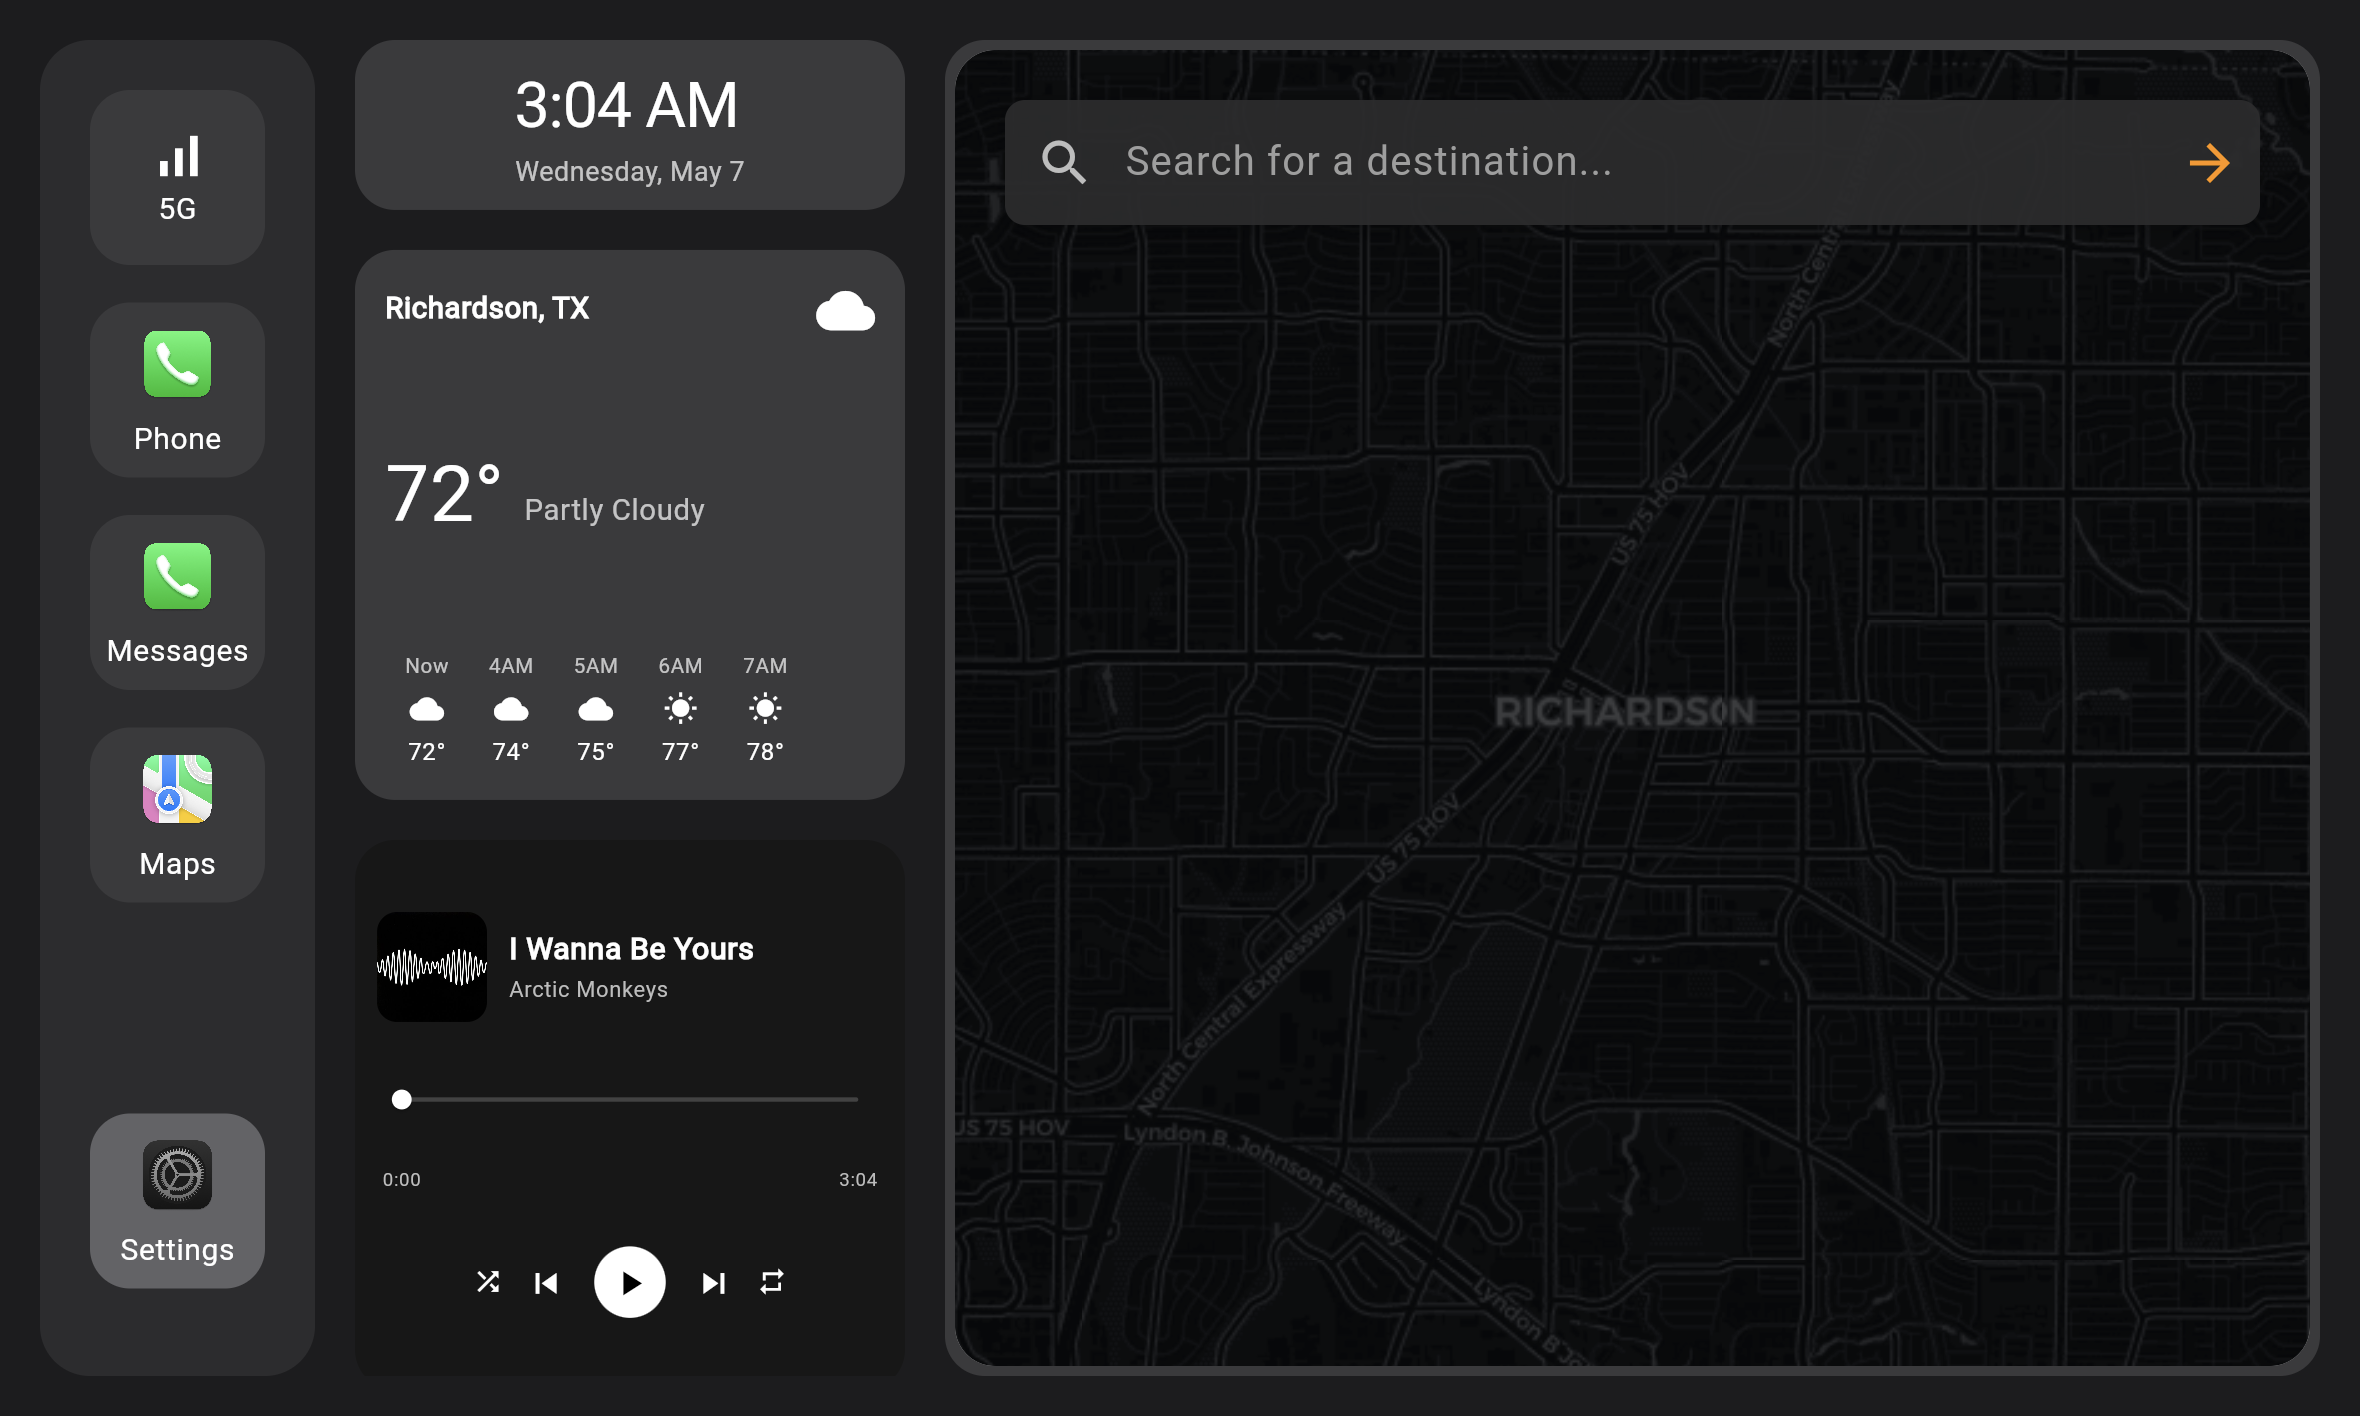 5G
Phone
Messages
Maps
Settings
3:04 AM
Wednesday, May 7
Richardson, TX
72° Partly Cloudy
Now 4AM 5AM 6AM 7AM
72° 74° 75° 77° 78°
I Wanna Be Yours
Arctic Monkeys
0:00 3:04
Search for a destination...
North Central
US 75 HOV
RICHARDSON
US 75 HOV
North Central Expressway
US 75 HOV
Lyndon B. Johnson Freeway
Lyndon B Jo